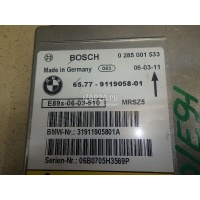 BOSCH 0 285 001 533
Made in Germany 06-03-11
65.77 - 9119058-01
E89x-06-03-510 MRSZ5
BMW-Nr.: 31911905801A
Serien-Nr.: 06B0705H3569P